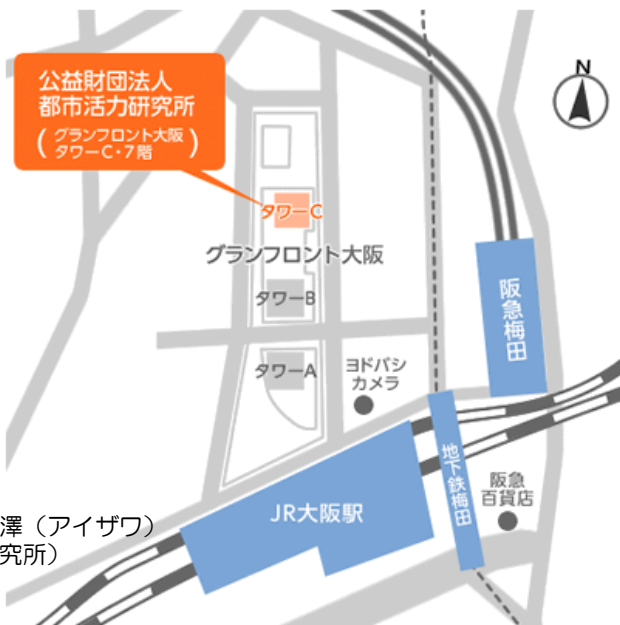 公益財団法人
都市活力研究所
(グランフロント大阪
タワーC・7階)
N
タワーC
グランフロント大阪
タワーB
タワーA
ヨドバシ
カメラ
阪急梅田
地下鉄梅田
阪急
百貨店
JR大阪駅
澤（アイザワ）
究所）